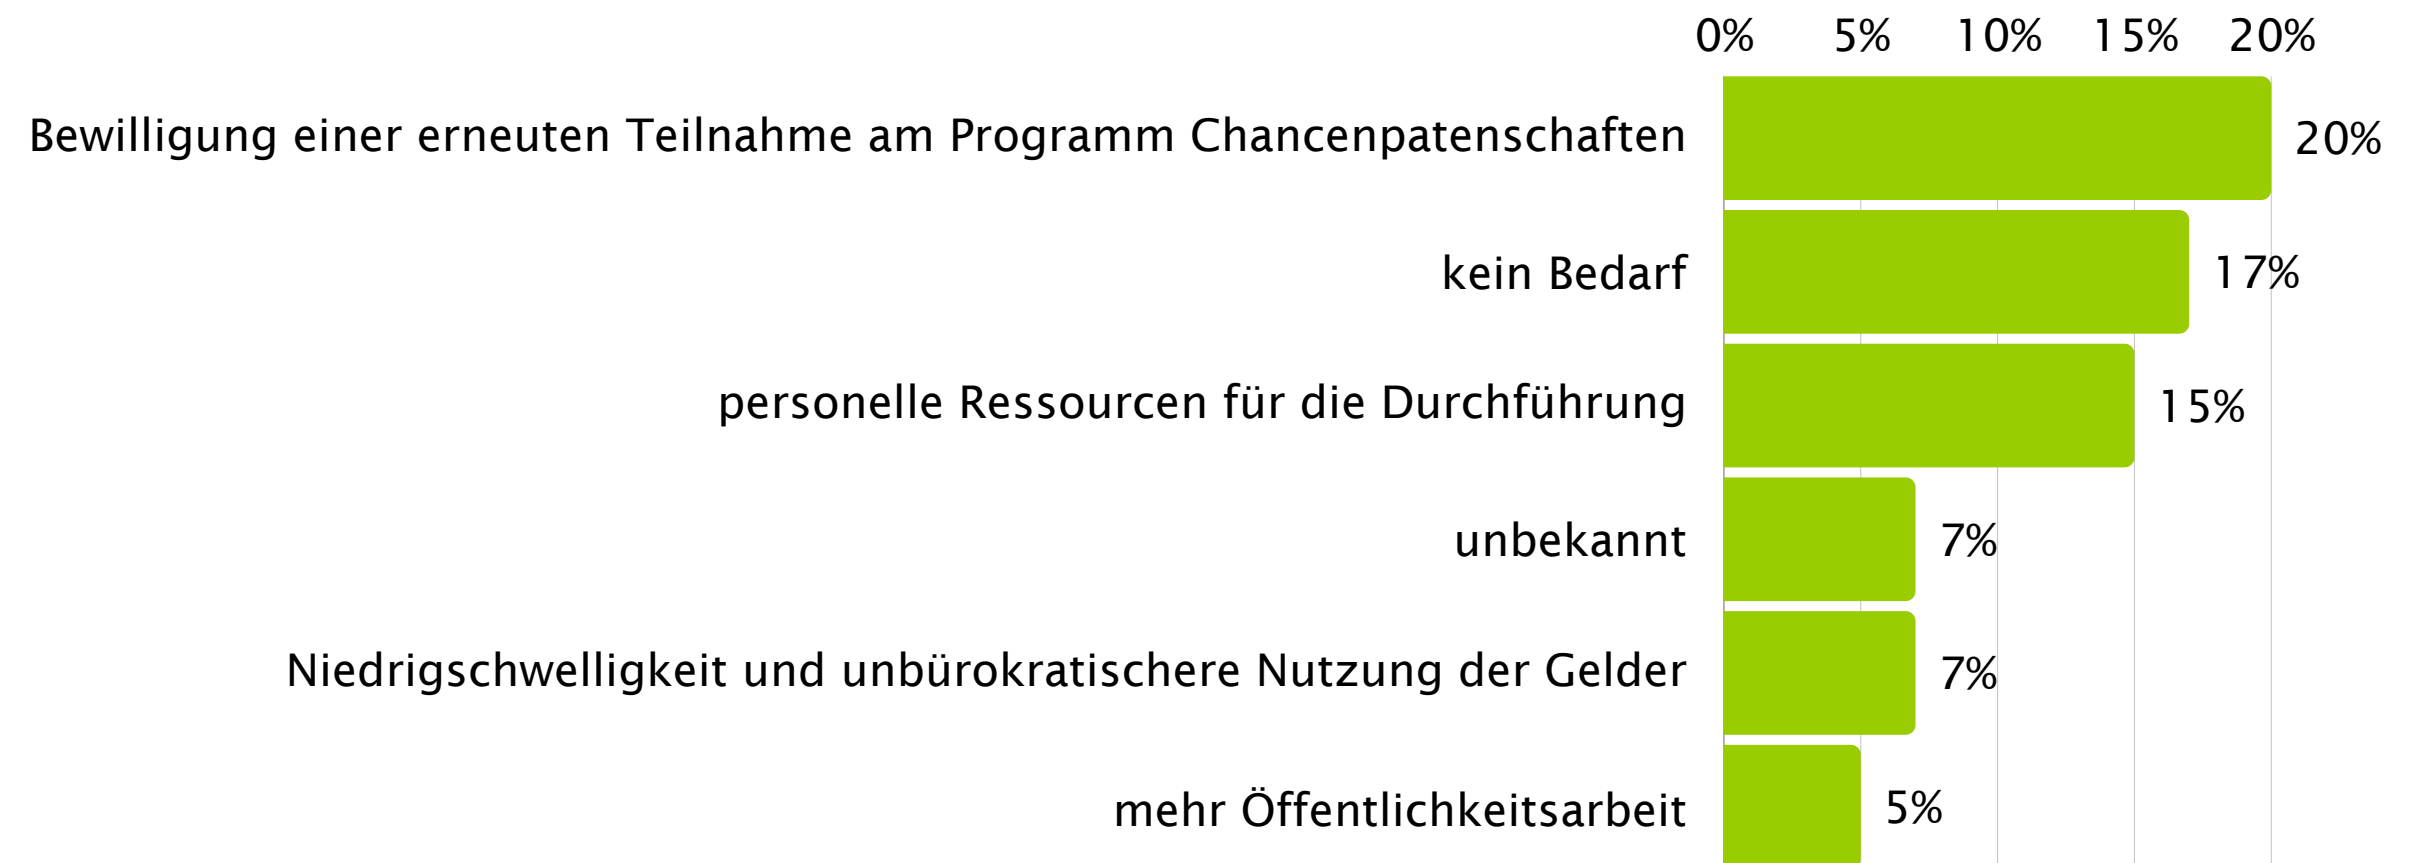 0% 5% 10% 15% 20%
Bewilligung einer erneuten Teilnahme am Programm Chancenpatenschaften 20%
kein Bedarf 17%
personelle Ressourcen für die Durchführung 15%
unbekannt 7%
Niedrigschwelligkeit und unbürokratischere Nutzung der Gelder 7%
mehr Öffentlichkeitsarbeit 5%